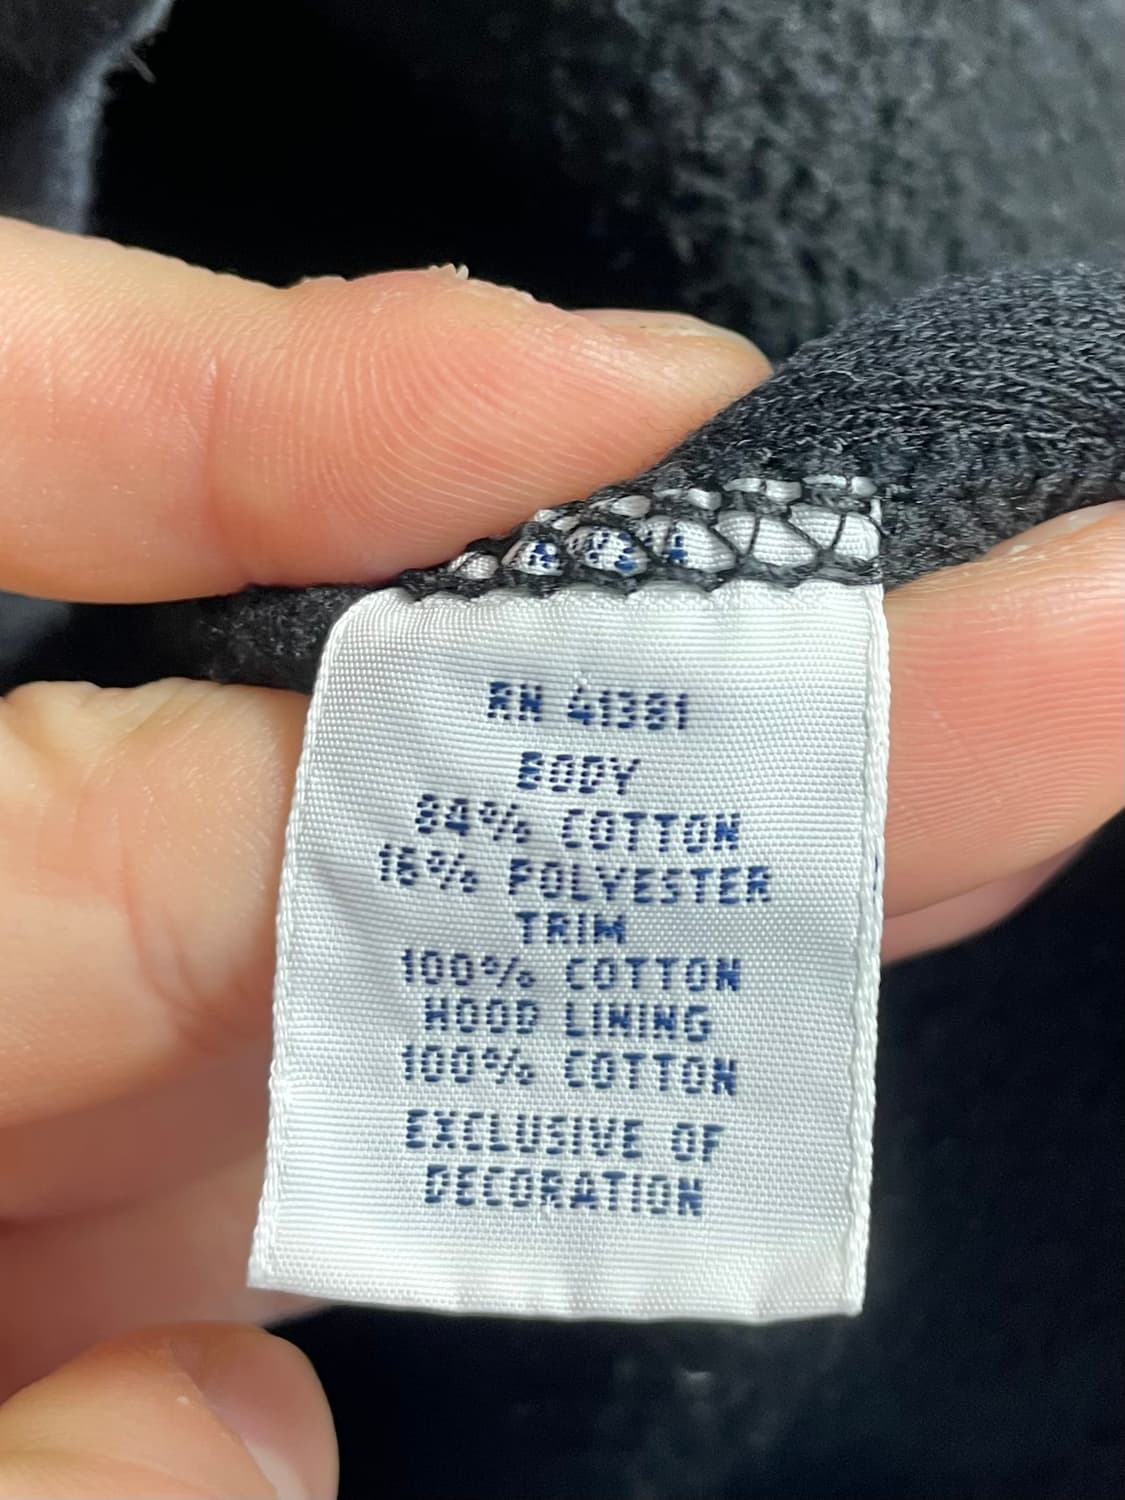 RN 41381
BODY
84% COTTON
16% POLYESTER
TRIM
100% COTTON
HOOD LINING
100% COTTON
EXCLUSIVE OF
DECORATION